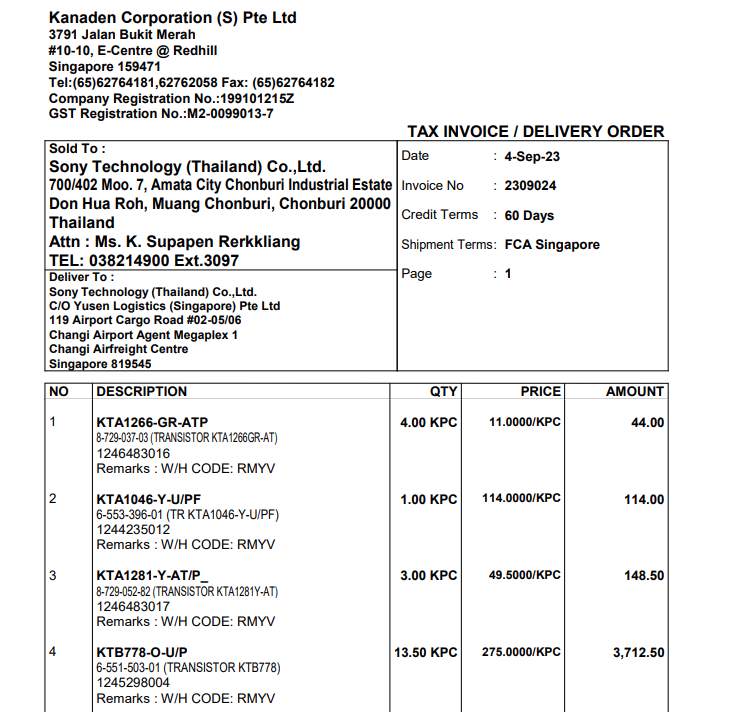 Kanaden Corporation (S) Pte Ltd
3791 Jalan Bukit Merah
#10-10, E-Centre @ Redhill
Singapore 159471
Tel:(65)62764181,62762058 Fax: (65)62764182
Company Registration No.:199101215Z
GST Registration No.:M2-0099013-7
TAX INVOICE / DELIVERY ORDER
Sold To :
Sony Technology (Thailand) Co.,Ltd.
700/402 Moo. 7, Amata City Chonburi Industrial Estate
Don Hua Roh, Muang Chonburi, Chonburi 20000
Thailand
Attn : Ms. K. Supapen Rerkkliang
TEL: 038214900 Ext.3097
Date : 4-Sep-23
Invoice No : 2309024
Credit Terms : 60 Days
Shipment Terms: FCA Singapore
Page : 1
Deliver To :
Sony Technology (Thailand) Co.,Ltd.
C/O Yusen Logistics (Singapore) Pte Ltd
119 Airport Cargo Road #02-05/06
Changi Airport Agent Megaplex 1
Changi Airfreight Centre
Singapore 819545
NO DESCRIPTION QTY PRICE AMOUNT
1 KTA1266-GR-ATP 4.00 KPC 11.0000/KPC 44.00
8-729-037-03 (TRANSISTOR KTA1266GR-AT)
1246483016
Remarks : W/H CODE: RMYV
2 KTA1046-Y-U/PF 1.00 KPC 114.0000/KPC 114.00
6-553-396-01 (TR KTA1046-Y-U/PF)
1244235012
Remarks : W/H CODE: RMYV
3 KTA1281-Y-AT/P_ 3.00 KPC 49.5000/KPC 148.50
8-729-052-82 (TRANSISTOR KTA1281Y-AT)
1246483017
Remarks : W/H CODE: RMYV
4 KTB778-O-U/P 13.50 KPC 275.0000/KPC 3,712.50
6-551-503-01 (TRANSISTOR KTB778)
1245298004
Remarks : W/H CODE: RMYV